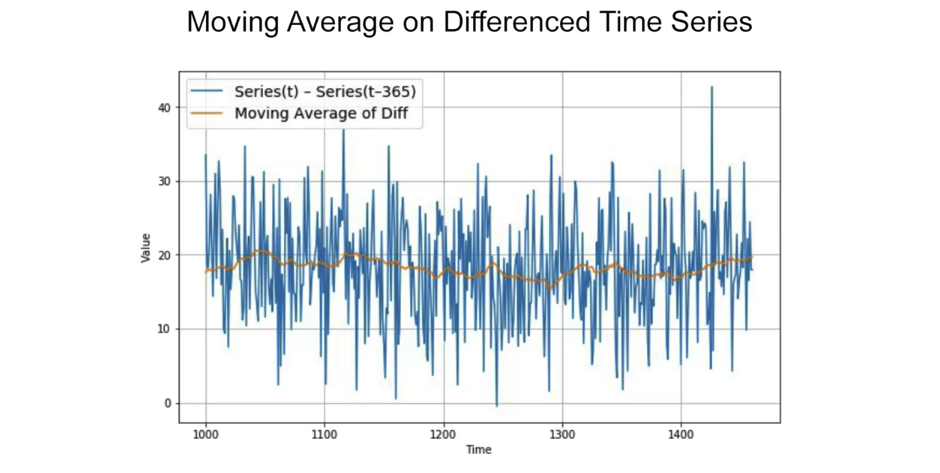 Moving Average on Differenced Time Series
Series(t) – Series(t–365)
Moving Average of Diff
40
30
20
10
0
Value
1000 1100 1200 1300 1400
Time